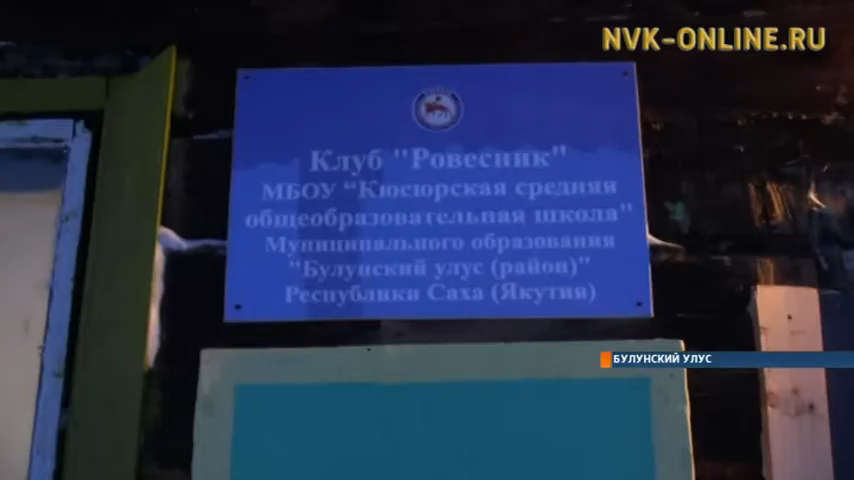 NVK-ONLINE.RU
Клуб "Ровесник"
МБОУ “Кюсюрская средняя
общеобразовательная школа"
Муниципального образования
"Булунский улус (район)"
Республики Саха (Якутия)
БУЛУНСКИЙ УЛУС